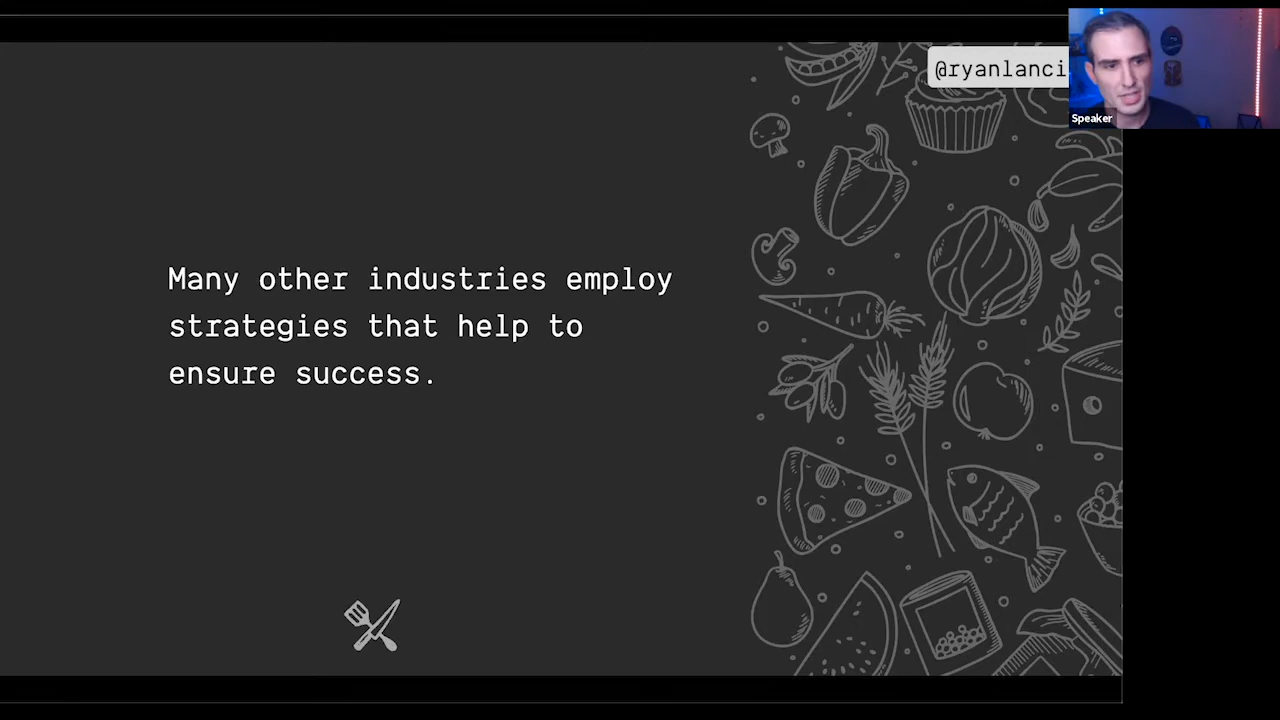 @ryanlanci
Speaker
Many other industries employ
strategies that help to
ensure success.